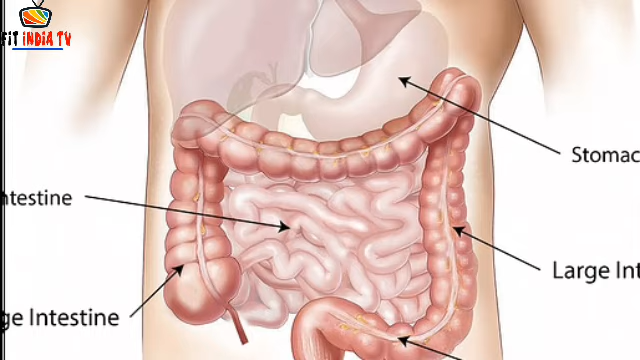 FiT iNDiA TV
Stomac
ntestine
Large Int
ge Intestine